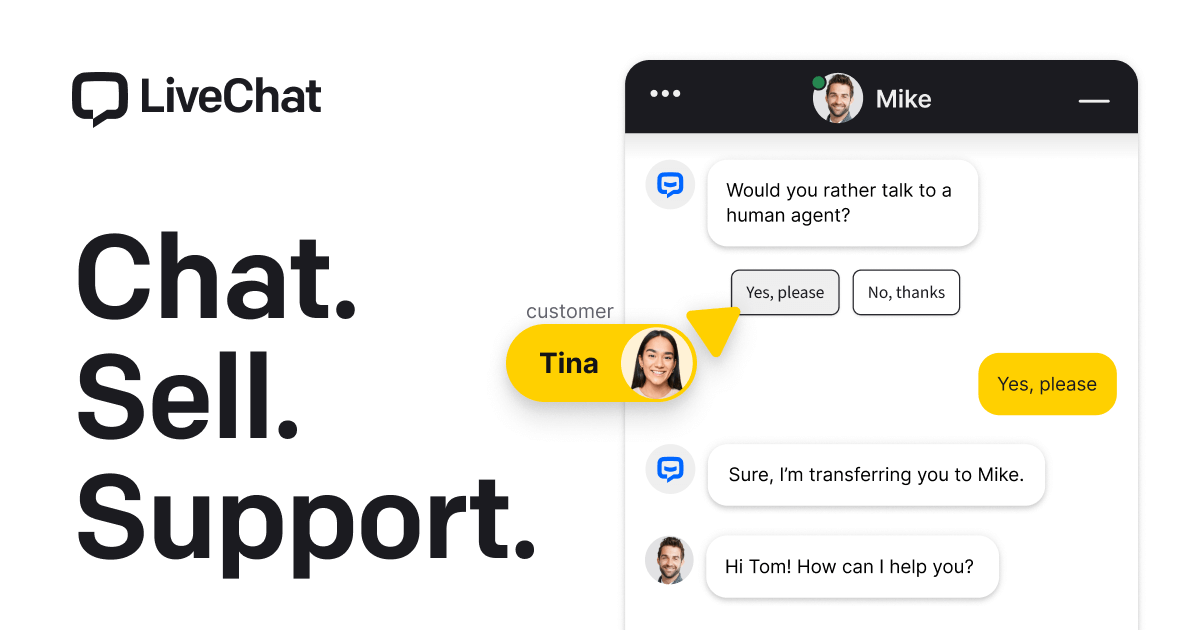 LiveChat
Chat.
Sell.
Support.
Mike
Would you rather talk to a
human agent?
Yes, please
No, thanks
customer
Tina
Yes, please
Sure, I’m transferring you to Mike.
Hi Tom! How can I help you?